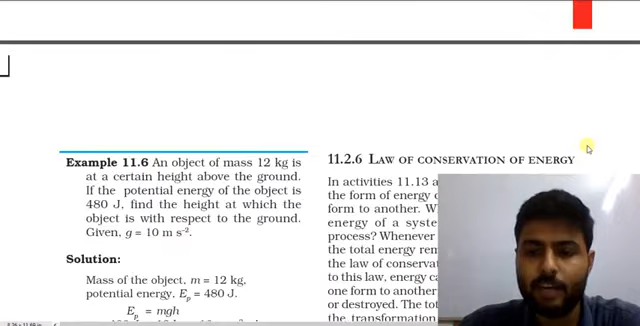 Example 11.6 An object of mass 12 kg is
at a certain height above the ground.
If the potential energy of the object is
480 J, find the height at which the
object is with respect to the ground.
Given, g = 10 m s⁻².
Solution:
Mass of the object, m = 12 kg,
potential energy, Eₚ = 480 J.
Eₚ = mgh
11.2.6 LAW OF CONSERVATION OF ENERGY
In activities 11.13 a
the form of energy
form to another. W
energy of a syste
process? Whenever
the total energy rem
the law of conservat
to this law, energy ca
one form to another
or destroyed. The tot
the transformation